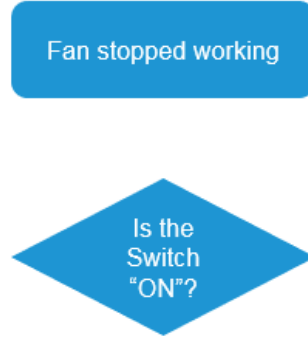 Fan stopped working
Is the
Switch
“ON”?